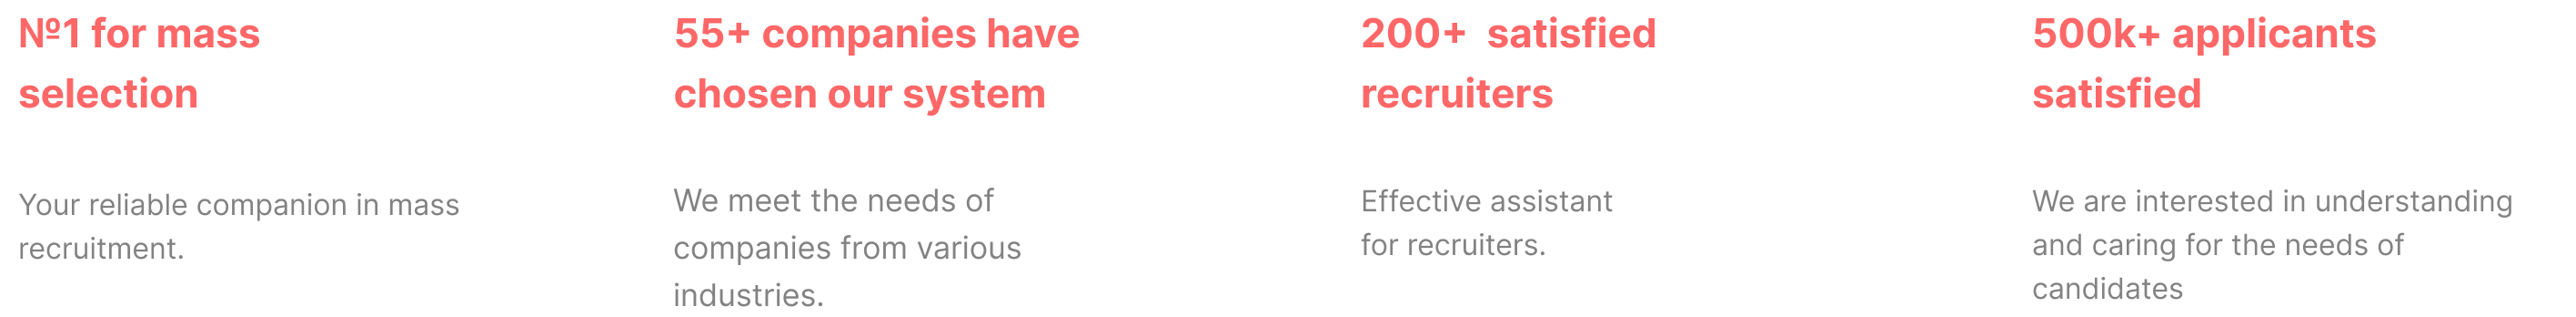 №1 for mass
selection
Your reliable companion in mass
recruitment.
55+ companies have
chosen our system
We meet the needs of
companies from various
industries.
200+  satisfied
recruiters
Effective assistant
for recruiters.
500k+ applicants
satisfied
We are interested in understanding
and caring for the needs of
candidates